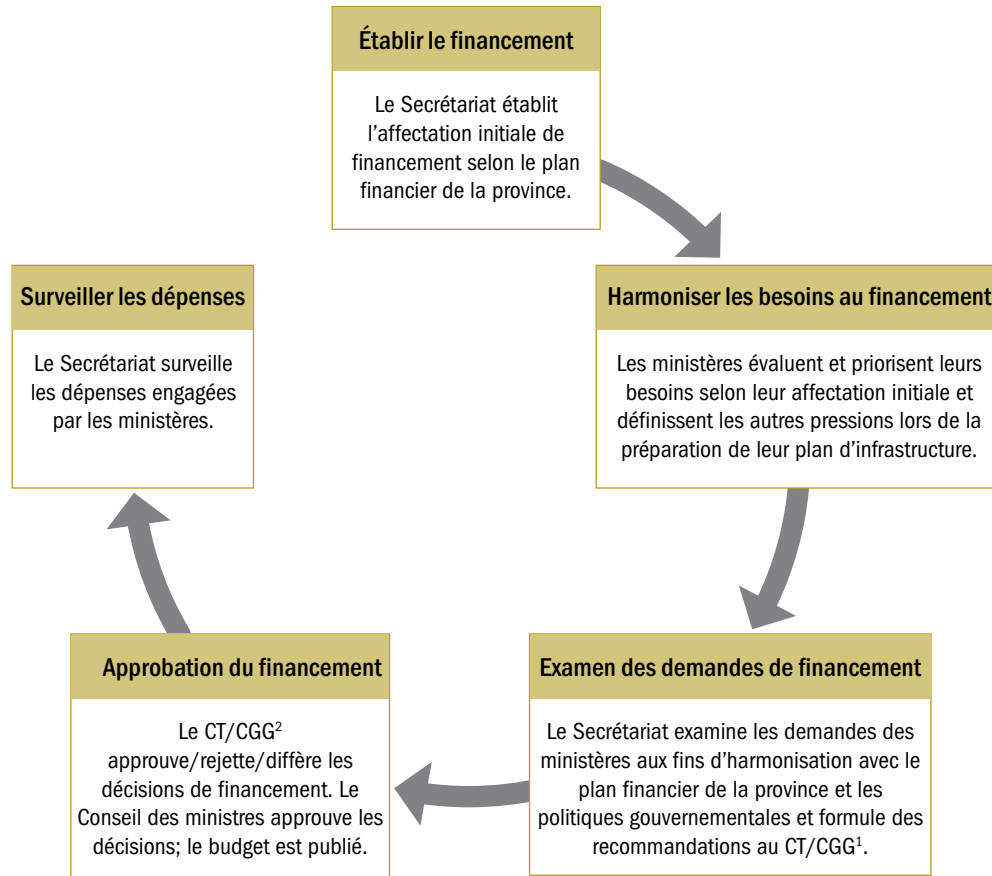 Établir le financement
Le Secrétariat établit
l’affectation initiale de
financement selon le plan
financier de la province.
Harmoniser les besoins au financement
Les ministères évaluent et priorisent leurs
besoins selon leur affectation initiale et
définissent les autres pressions lors de la
préparation de leur plan d’infrastructure.
Examen des demandes de financement
Le Secrétariat examine les demandes des
ministères aux fins d’harmonisation avec le
plan financier de la province et les
politiques gouvernementales et formule des
recommandations au CT/CGG¹.
Approbation du financement
Le CT/CGG²
approuve/rejette/diffère les
décisions de financement. Le
Conseil des ministres approuve les
décisions; le budget est publié.
Surveiller les dépenses
Le Secrétariat surveille
les dépenses engagées
par les ministères.